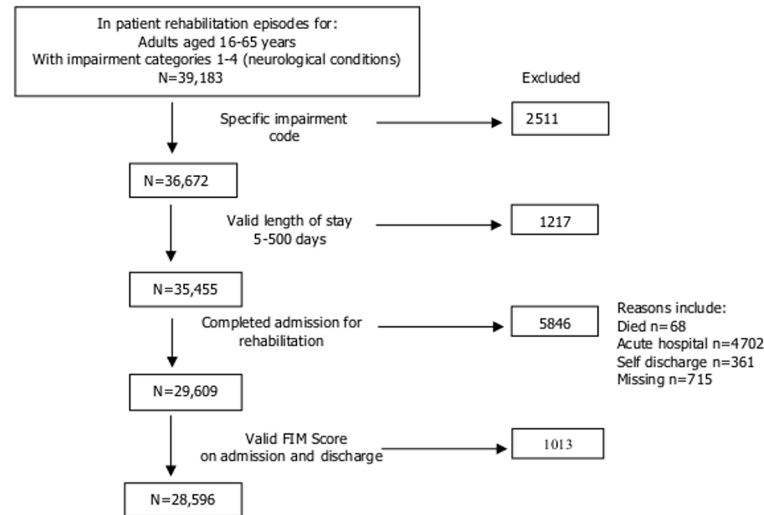 In patient rehabilitation episodes for:
Adults aged 16-65 years
With impairment categories 1-4 (neurological conditions)
N=39,183
Excluded
Specific impairment
code
2511
N=36,672
Valid length of stay
5-500 days
1217
N=35,455
Completed admission for
rehabilitation
5846
Reasons include:
Died n=68
Acute hospital n=4702
Self discharge n=361
Missing n=715
N=29,609
Valid FIM Score
on admission and discharge
1013
N=28,596